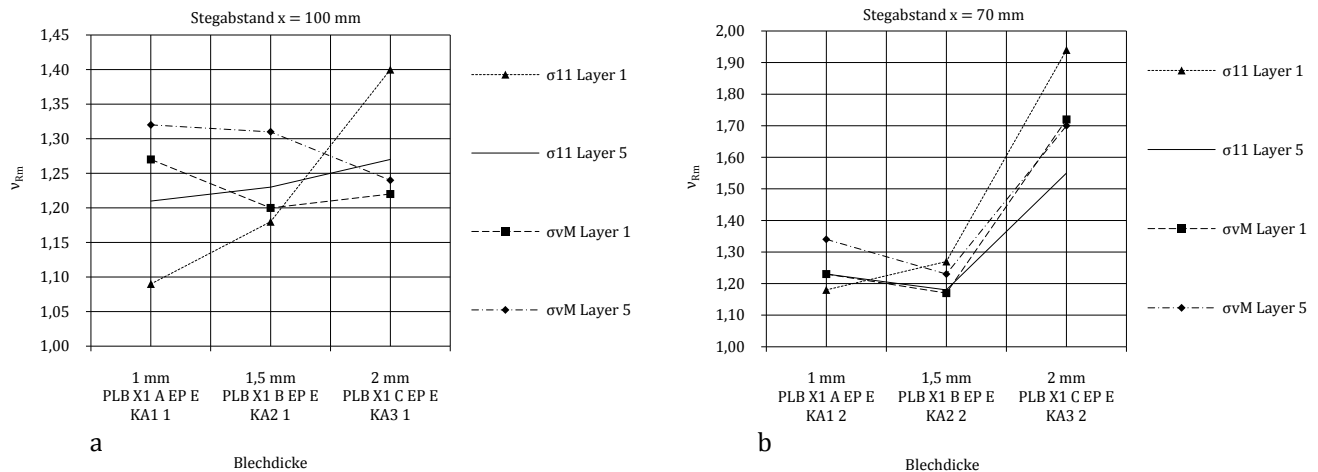 Stegabstand x = 100 mm
1,45
1,40
1,35
1,30
1,25
1,20
1,15
1,10
1,05
1,00
νRm
1 mm
PLB X1 A EP E
KA1 1
1,5 mm
PLB X1 B EP E
KA2 1
2 mm
PLB X1 C EP E
KA3 1
σ11 Layer 1
σ11 Layer 5
σvM Layer 1
σvM Layer 5
a
Blechdicke
Stegabstand x = 70 mm
2,00
1,90
1,80
1,70
1,60
1,50
1,40
1,30
1,20
1,10
1,00
νRm
1 mm
PLB X1 A EP E
KA1 2
1,5 mm
PLB X1 B EP E
KA2 2
2 mm
PLB X1 C EP E
KA3 2
σ11 Layer 1
σ11 Layer 5
σvM Layer 1
σvM Layer 5
b
Blechdicke